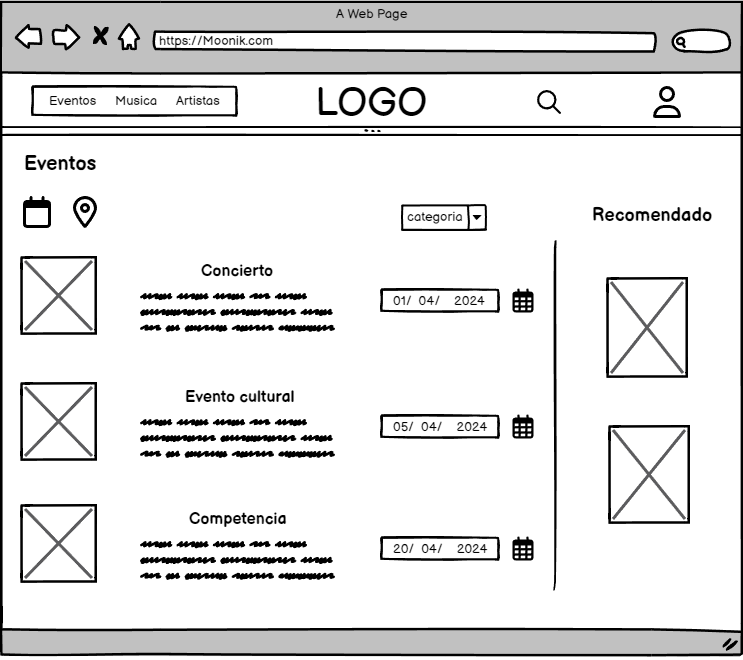 A Web Page
https://Moonik.com
Eventos Musica Artistas
LOGO
Eventos
categoria
Recomendado
Concierto
01/ 04/ 2024
Evento cultural
05/ 04/ 2024
Competencia
20/ 04/ 2024